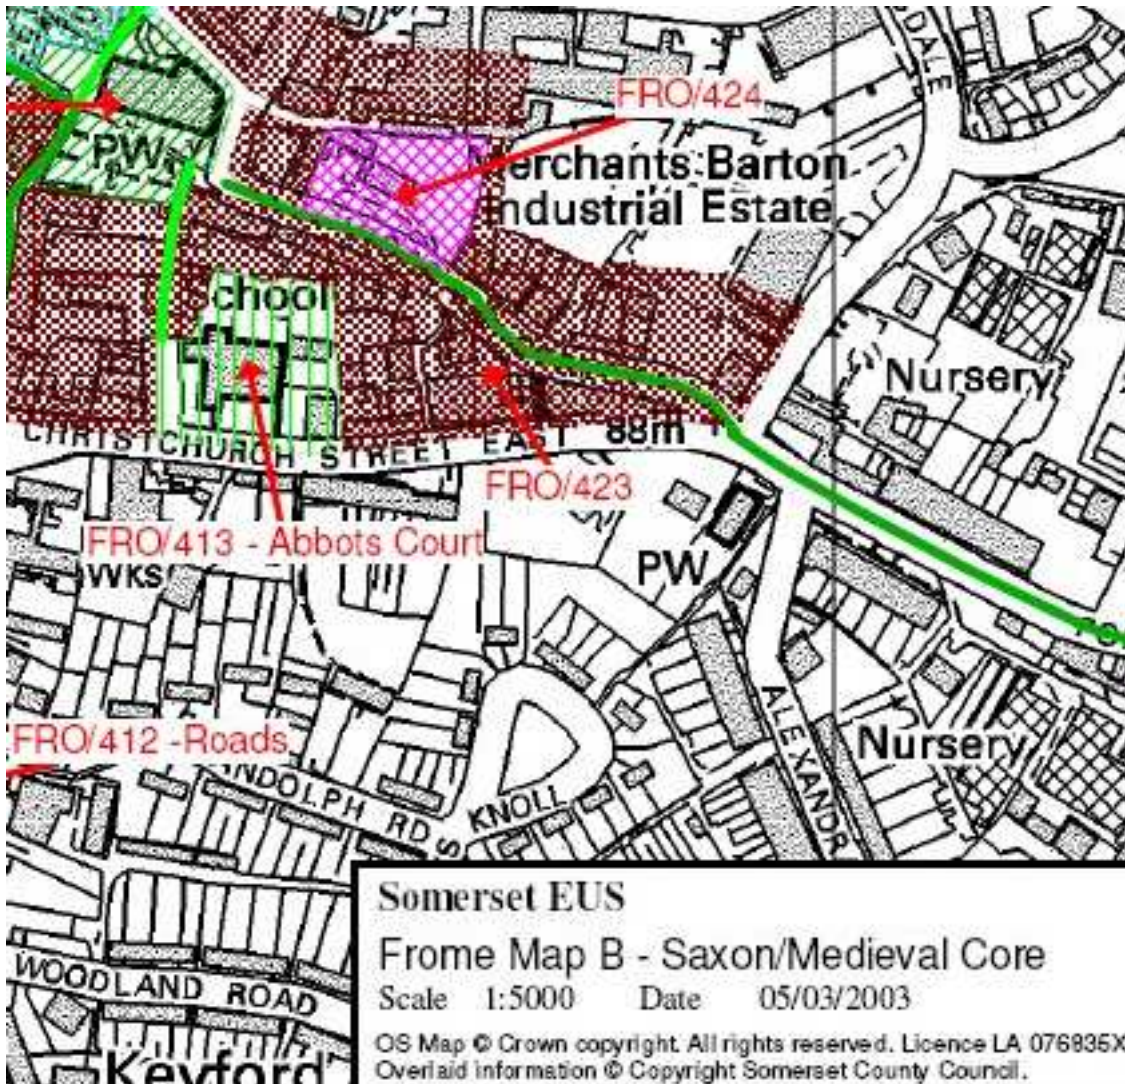 DALE
FRO/424
PW
erchants Barton
ndustrial Estate
chool
Nursery
CHRISTCHURCH STREET EAST 88m
FRO/423
FRO/413 - Abbots Court
WKS
PW
FRO/412 -Roads
NDOLPH RD S
KNOLL
ALEXANDR
Nursery
WOODLAND ROAD
Keyford
Somerset EUS
Frome Map B - Saxon/Medieval Core
Scale 1:5000 Date 05/03/2003
OS Map © Crown copyright. All rights reserved. Licence LA 076935X
Overlaid information © Copyright Somerset County Council.